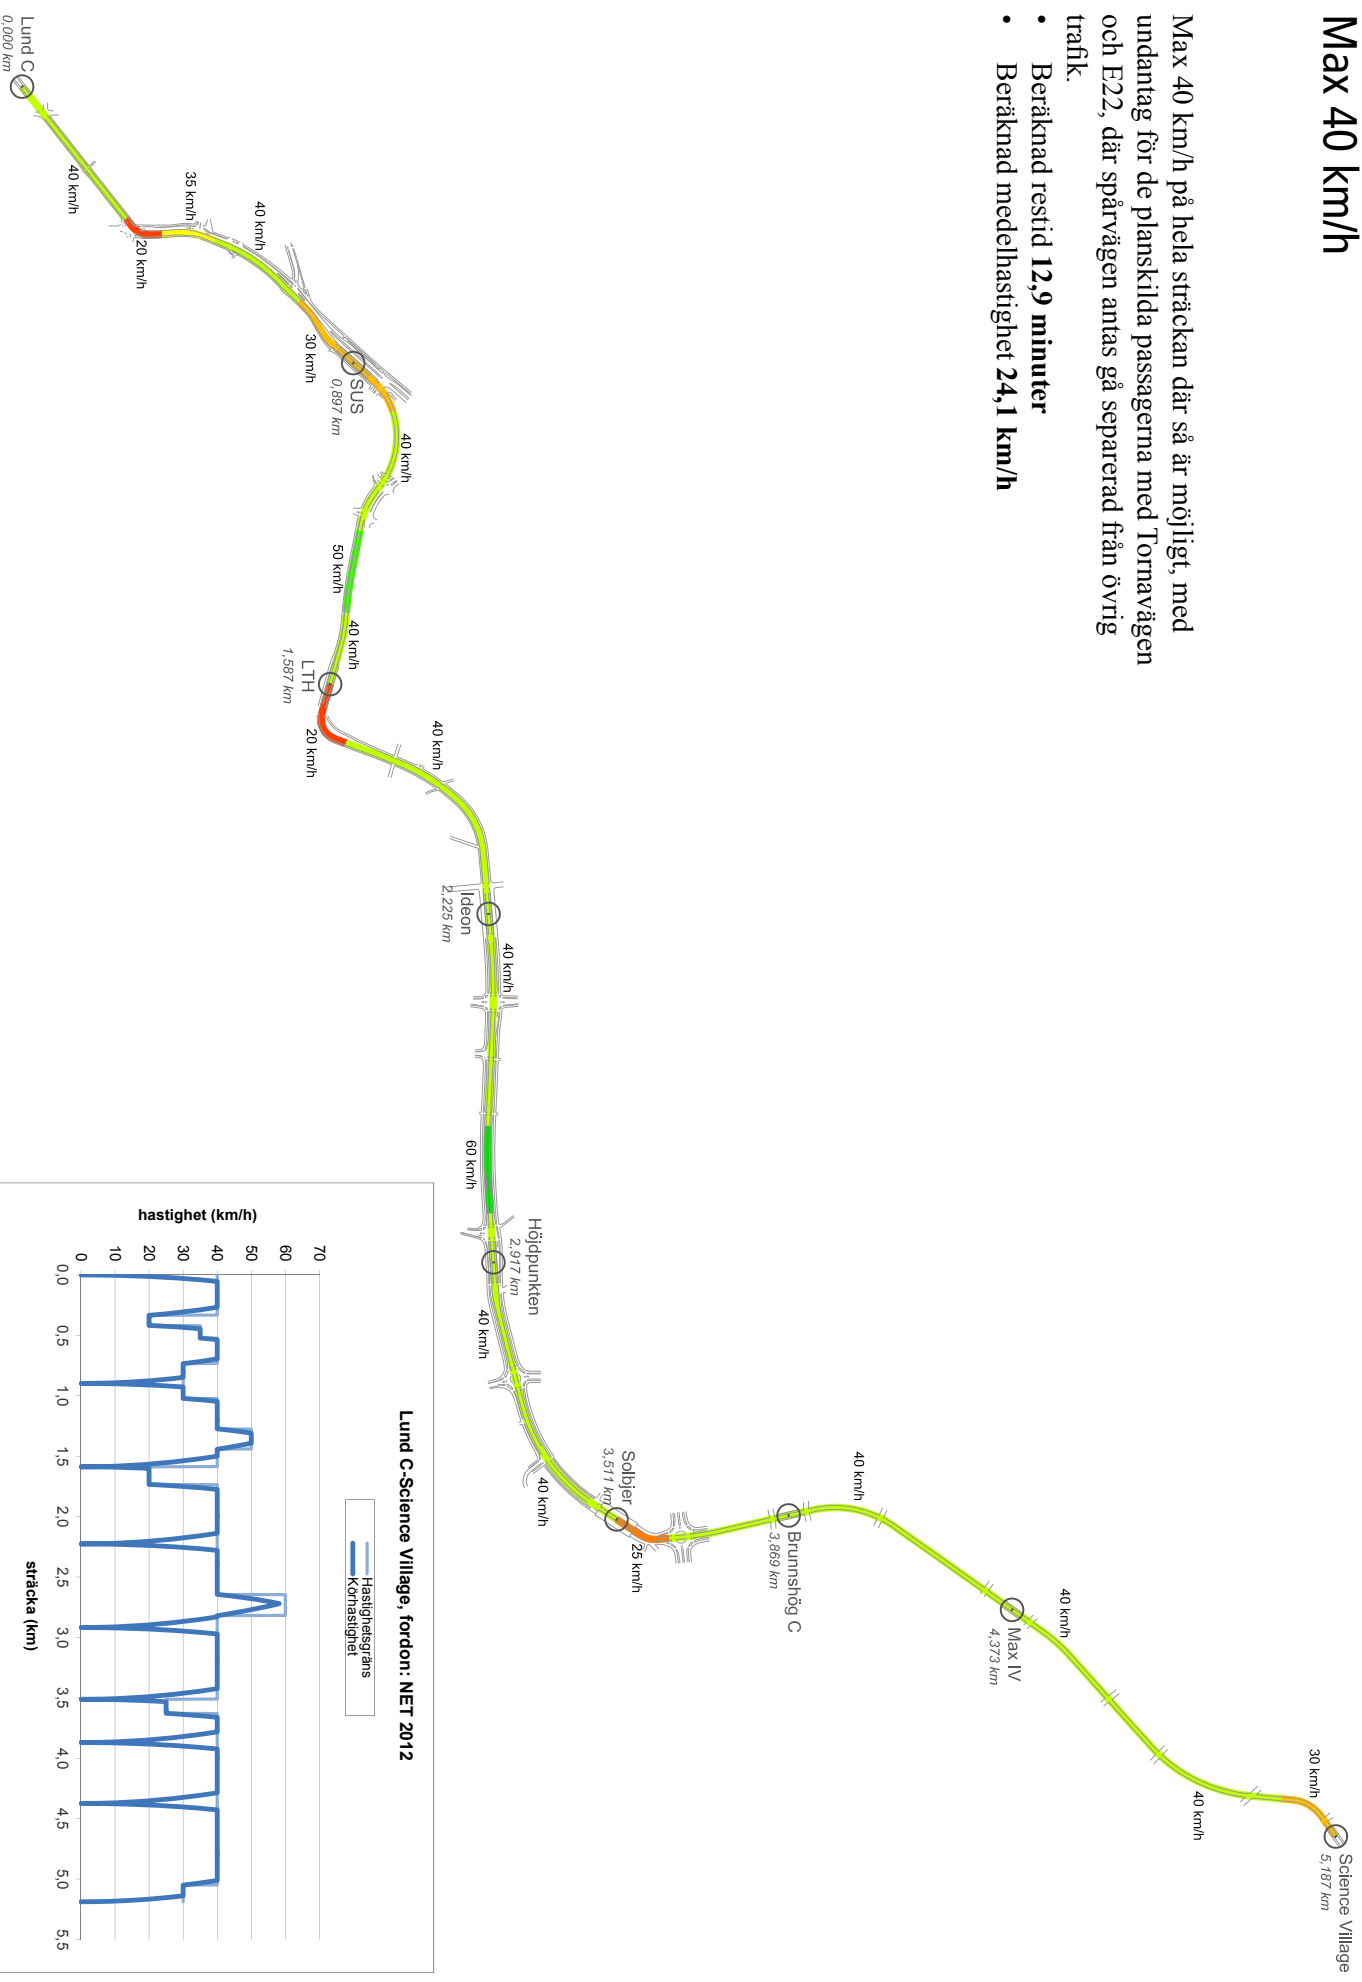 Max 40 km/h
Max 40 km/h på hela sträckan där så är möjligt, med
undantag för de planskilda passagerna med Tornavägen
och E22, där spårvägen antas gå separerad från övrig
trafik.
• Beräknad restid 12,9 minuter
• Beräknad medelhastighet 24,1 km/h
Lund C
0,000 km
40 km/h
20 km/h
35 km/h
40 km/h
30 km/h
SUS
0,897 km
40 km/h
50 km/h
40 km/h
LTH
1,587 km
20 km/h
40 km/h
Ideon
2,225 km
40 km/h
60 km/h
Höjdpunkten
2,917 km
40 km/h
40 km/h
Solbjer
3,511 km
25 km/h
Brunnshög C
3,869 km
40 km/h
Max IV
4,373 km
40 km/h
40 km/h
30 km/h
Science Village
5,187 km
Lund C-Science Village, fordon: NET 2012
Hastighetsgräns
Körhastighet
hastighet (km/h)
70
60
50
40
30
20
10
0
0,0 0,5 1,0 1,5 2,0 2,5 3,0 3,5 4,0 4,5 5,0 5,5
sträcka (km)